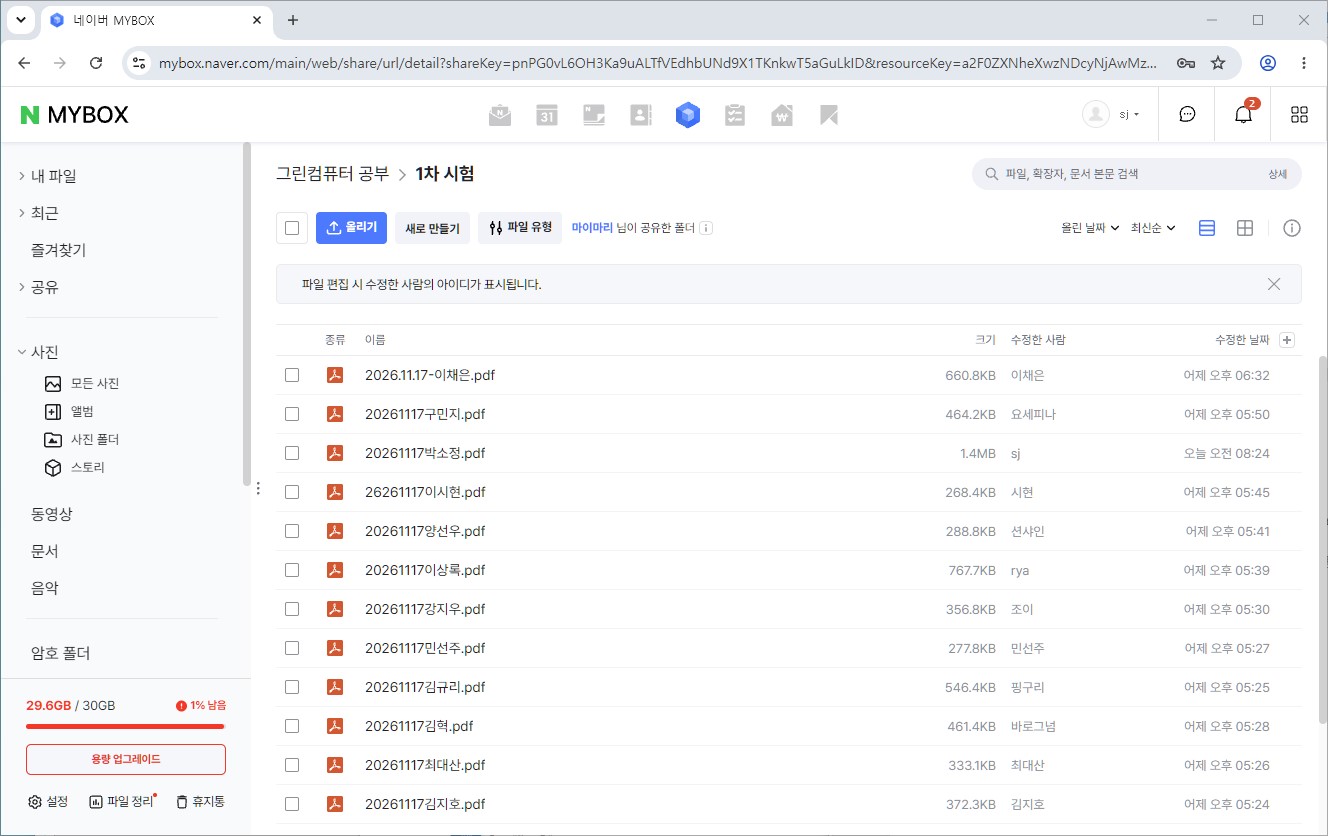 네이버 MYBOX
mybox.naver.com/main/web/share/url/detail?shareKey=pnPG0vL6OH3Ka9uALTfVEdhbUNd9X1TKnkwT5aGuLkID&resourceKey=a2F0ZXNheXwzNDcyNjAwMz...
N MYBOX
31
W
sj
2
내 파일
최근
즐겨찾기
공유
사진
모든 사진
앨범
사진 폴더
스토리
동영상
문서
음악
암호 폴더
29.6GB / 30GB
1% 남음
용량 업그레이드
설정 파일 정리 휴지통
그린컴퓨터 공부 > 1차 시험
파일, 확장자, 문서 본문 검색 상세
올리기 새로 만들기 파일 유형 마이마리 님이 공유한 폴더
올린 날짜 최신순
파일 편집 시 수정한 사람의 아이디가 표시됩니다.
종류 이름 크기 수정한 사람 수정한 날짜
2026.11.17-이채은.pdf 660.8KB 이채은 어제 오후 06:32
20261117구민지.pdf 464.2KB 요세피나 어제 오후 05:50
20261117박소정.pdf 1.4MB sj 오늘 오전 08:24
26261117이시현.pdf 268.4KB 시현 어제 오후 05:45
20261117양선우.pdf 288.8KB 션샤인 어제 오후 05:41
20261117이상록.pdf 767.7KB rya 어제 오후 05:39
20261117강지우.pdf 356.8KB 조이 어제 오후 05:30
20261117민선주.pdf 277.8KB 민선주 어제 오후 05:27
20261117김규리.pdf 546.4KB 핑구리 어제 오후 05:25
20261117김혁.pdf 461.4KB 바로그넘 어제 오후 05:28
20261117최대산.pdf 333.1KB 최대산 어제 오후 05:26
20261117김지호.pdf 372.3KB 김지호 어제 오후 05:24